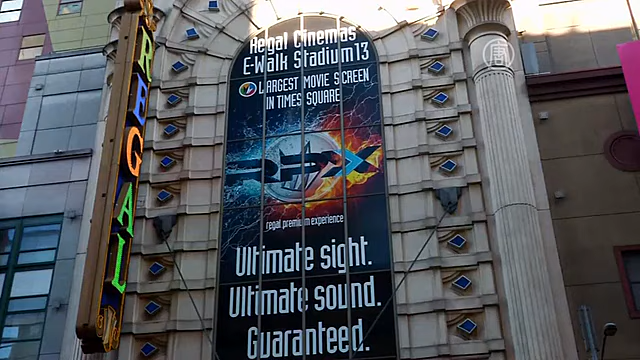 REGAL
Regal Cinemas
E-Walk Stadium 13
LARGEST MOVIE SCREEN
IN TIMES SQUARE
RPX
regal premium experience
Ultimate sight.
Ultimate sound.
Guaranteed.
唐